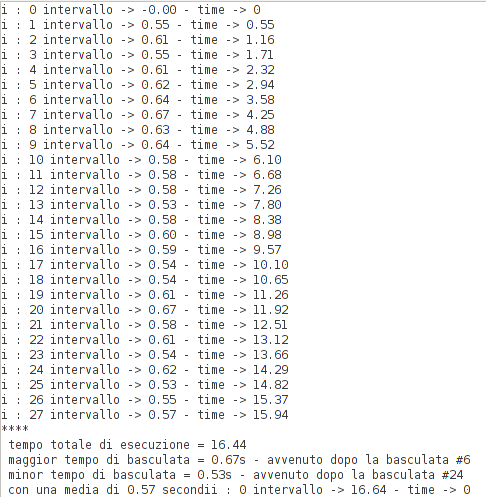 i : 0 intervallo -> -0.00 - time -> 0
i : 1 intervallo -> 0.55 - time -> 0.55
i : 2 intervallo -> 0.61 - time -> 1.16
i : 3 intervallo -> 0.55 - time -> 1.71
i : 4 intervallo -> 0.61 - time -> 2.32
i : 5 intervallo -> 0.62 - time -> 2.94
i : 6 intervallo -> 0.64 - time -> 3.58
i : 7 intervallo -> 0.67 - time -> 4.25
i : 8 intervallo -> 0.63 - time -> 4.88
i : 9 intervallo -> 0.64 - time -> 5.52
i : 10 intervallo -> 0.58 - time -> 6.10
i : 11 intervallo -> 0.58 - time -> 6.68
i : 12 intervallo -> 0.58 - time -> 7.26
i : 13 intervallo -> 0.53 - time -> 7.80
i : 14 intervallo -> 0.58 - time -> 8.38
i : 15 intervallo -> 0.60 - time -> 8.98
i : 16 intervallo -> 0.59 - time -> 9.57
i : 17 intervallo -> 0.54 - time -> 10.10
i : 18 intervallo -> 0.54 - time -> 10.65
i : 19 intervallo -> 0.61 - time -> 11.26
i : 20 intervallo -> 0.67 - time -> 11.92
i : 21 intervallo -> 0.58 - time -> 12.51
i : 22 intervallo -> 0.61 - time -> 13.12
i : 23 intervallo -> 0.54 - time -> 13.66
i : 24 intervallo -> 0.62 - time -> 14.29
i : 25 intervallo -> 0.53 - time -> 14.82
i : 26 intervallo -> 0.55 - time -> 15.37
i : 27 intervallo -> 0.57 - time -> 15.94
****
tempo totale di esecuzione = 16.44
maggior tempo di basculata = 0.67s - avvenuto dopo la basculata #6
minor tempo di basculata = 0.53s - avvenuto dopo la basculata #24
con una media di 0.57 secondii : 0 intervallo -> 16.64 - time -> 0